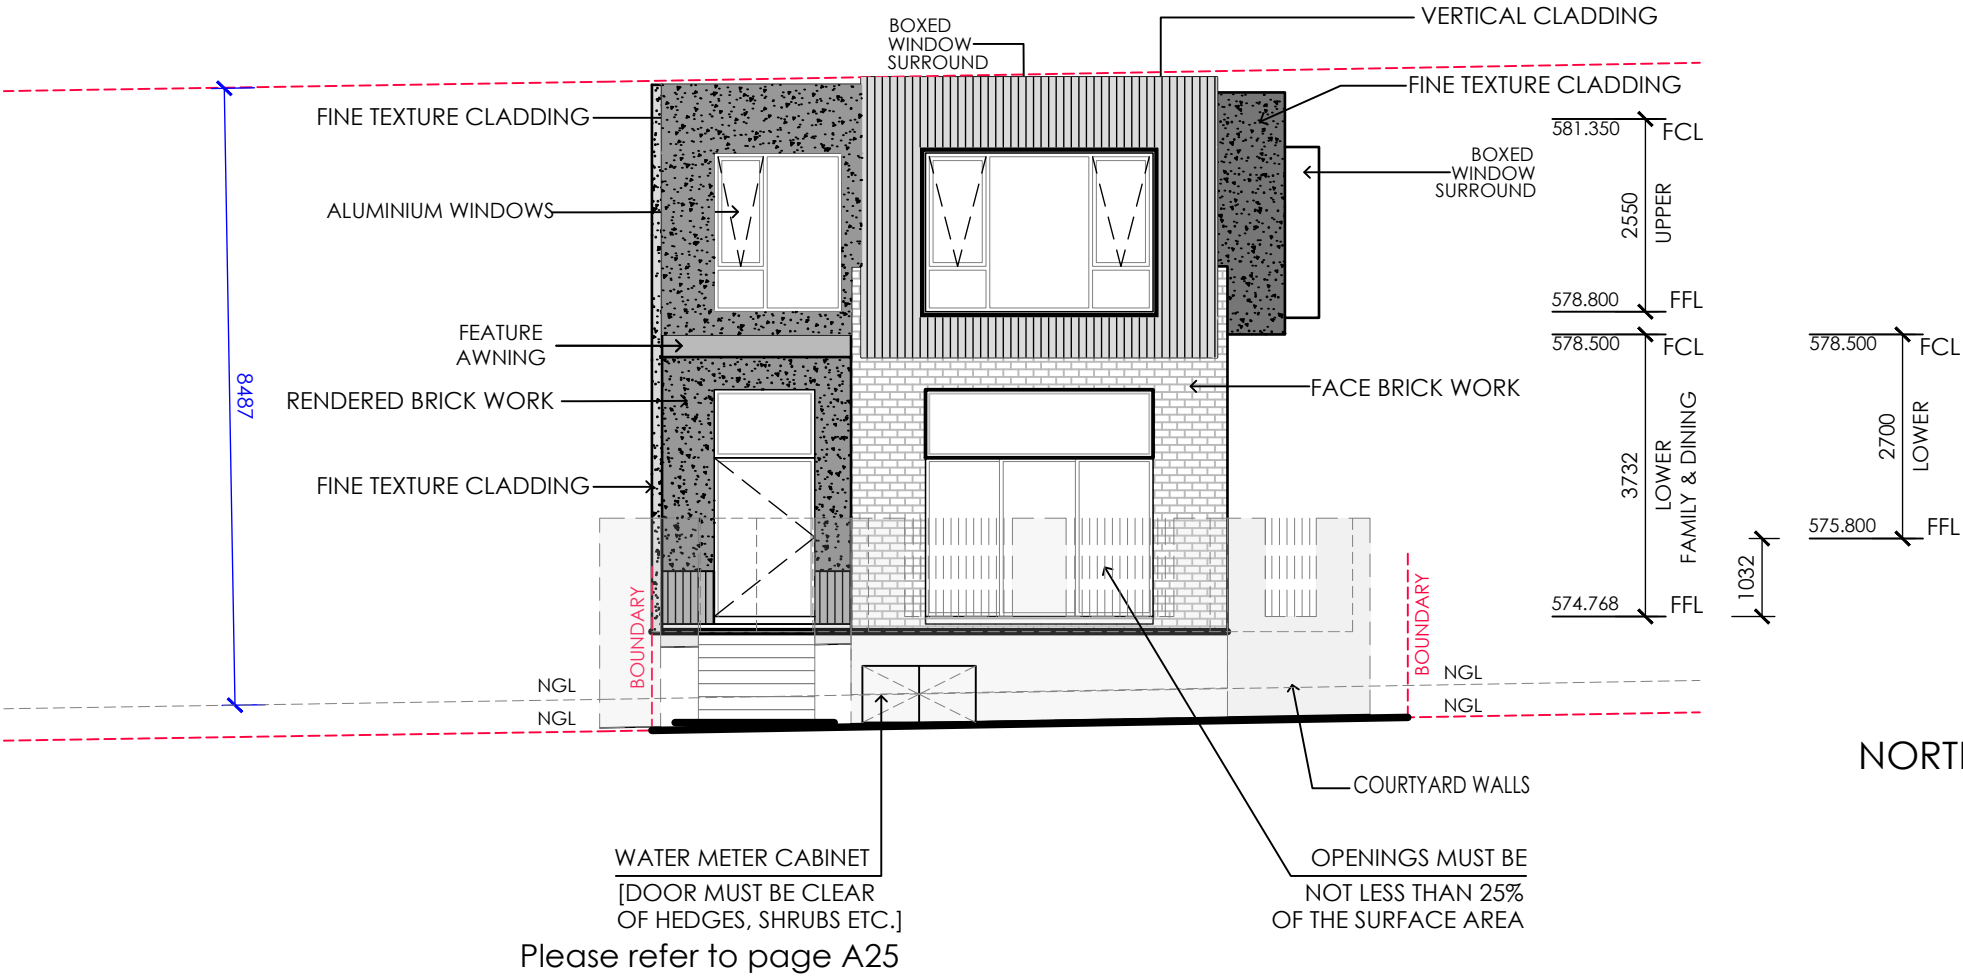 BOXED
WINDOW
SURROUND
VERTICAL CLADDING
FINE TEXTURE CLADDING
FINE TEXTURE CLADDING
581.350 FCL
BOXED
WINDOW
SURROUND
ALUMINIUM WINDOWS
2550
UPPER
578.800 FFL
FEATURE
AWNING
578.500 FCL
578.500 FCL
8487
RENDERED BRICK WORK
FACE BRICK WORK
3732
LOWER
FAMILY & DINING
2700
LOWER
FINE TEXTURE CLADDING
575.800 FFL
1032
574.768 FFL
BOUNDARY
BOUNDARY
NGL
NGL
NGL
NGL
COURTYARD WALLS
WATER METER CABINET
[DOOR MUST BE CLEAR
OF HEDGES, SHRUBS ETC.]
OPENINGS MUST BE
NOT LESS THAN 25%
OF THE SURFACE AREA
Please refer to page A25